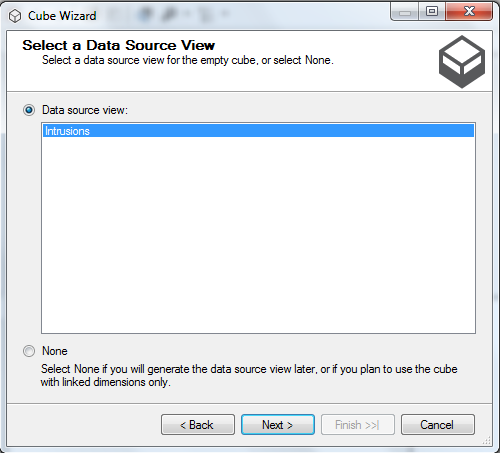 Cube Wizard
Select a Data Source View
Select a data source view for the empty cube, or select None.
Data source view:
Intrusions
None
Select None if you will generate the data source view later, or if you plan to use the cube
with linked dimensions only.
< Back
Next >
Finish >>|
Cancel